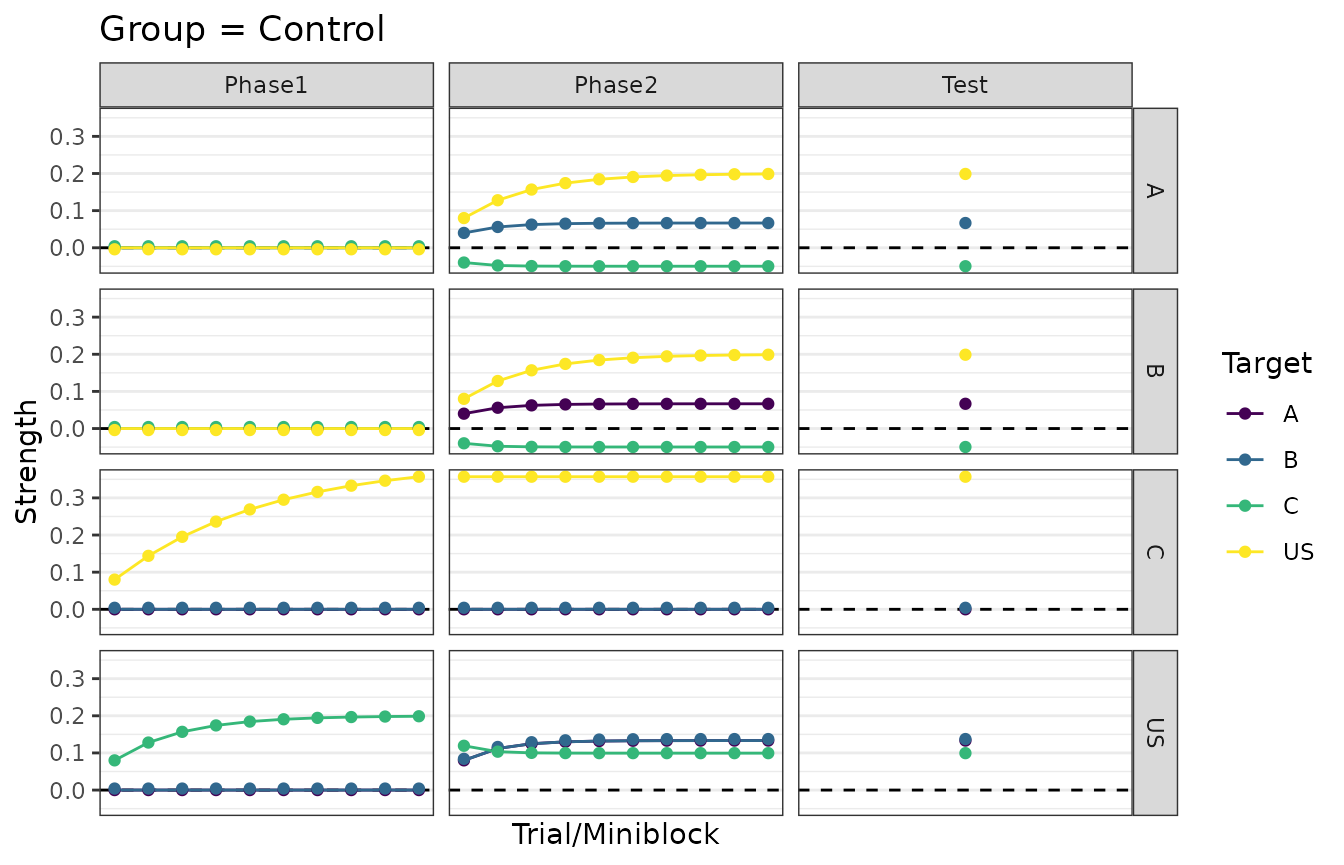 Group = Control
Phase1 Phase2 Test
0.3
0.2
0.1
0.0
A
0.3
0.2
0.1
0.0
B
0.3
0.2
0.1
0.0
C
0.3
0.2
0.1
0.0
US
Strength
Trial/Miniblock
Target
A
B
C
US